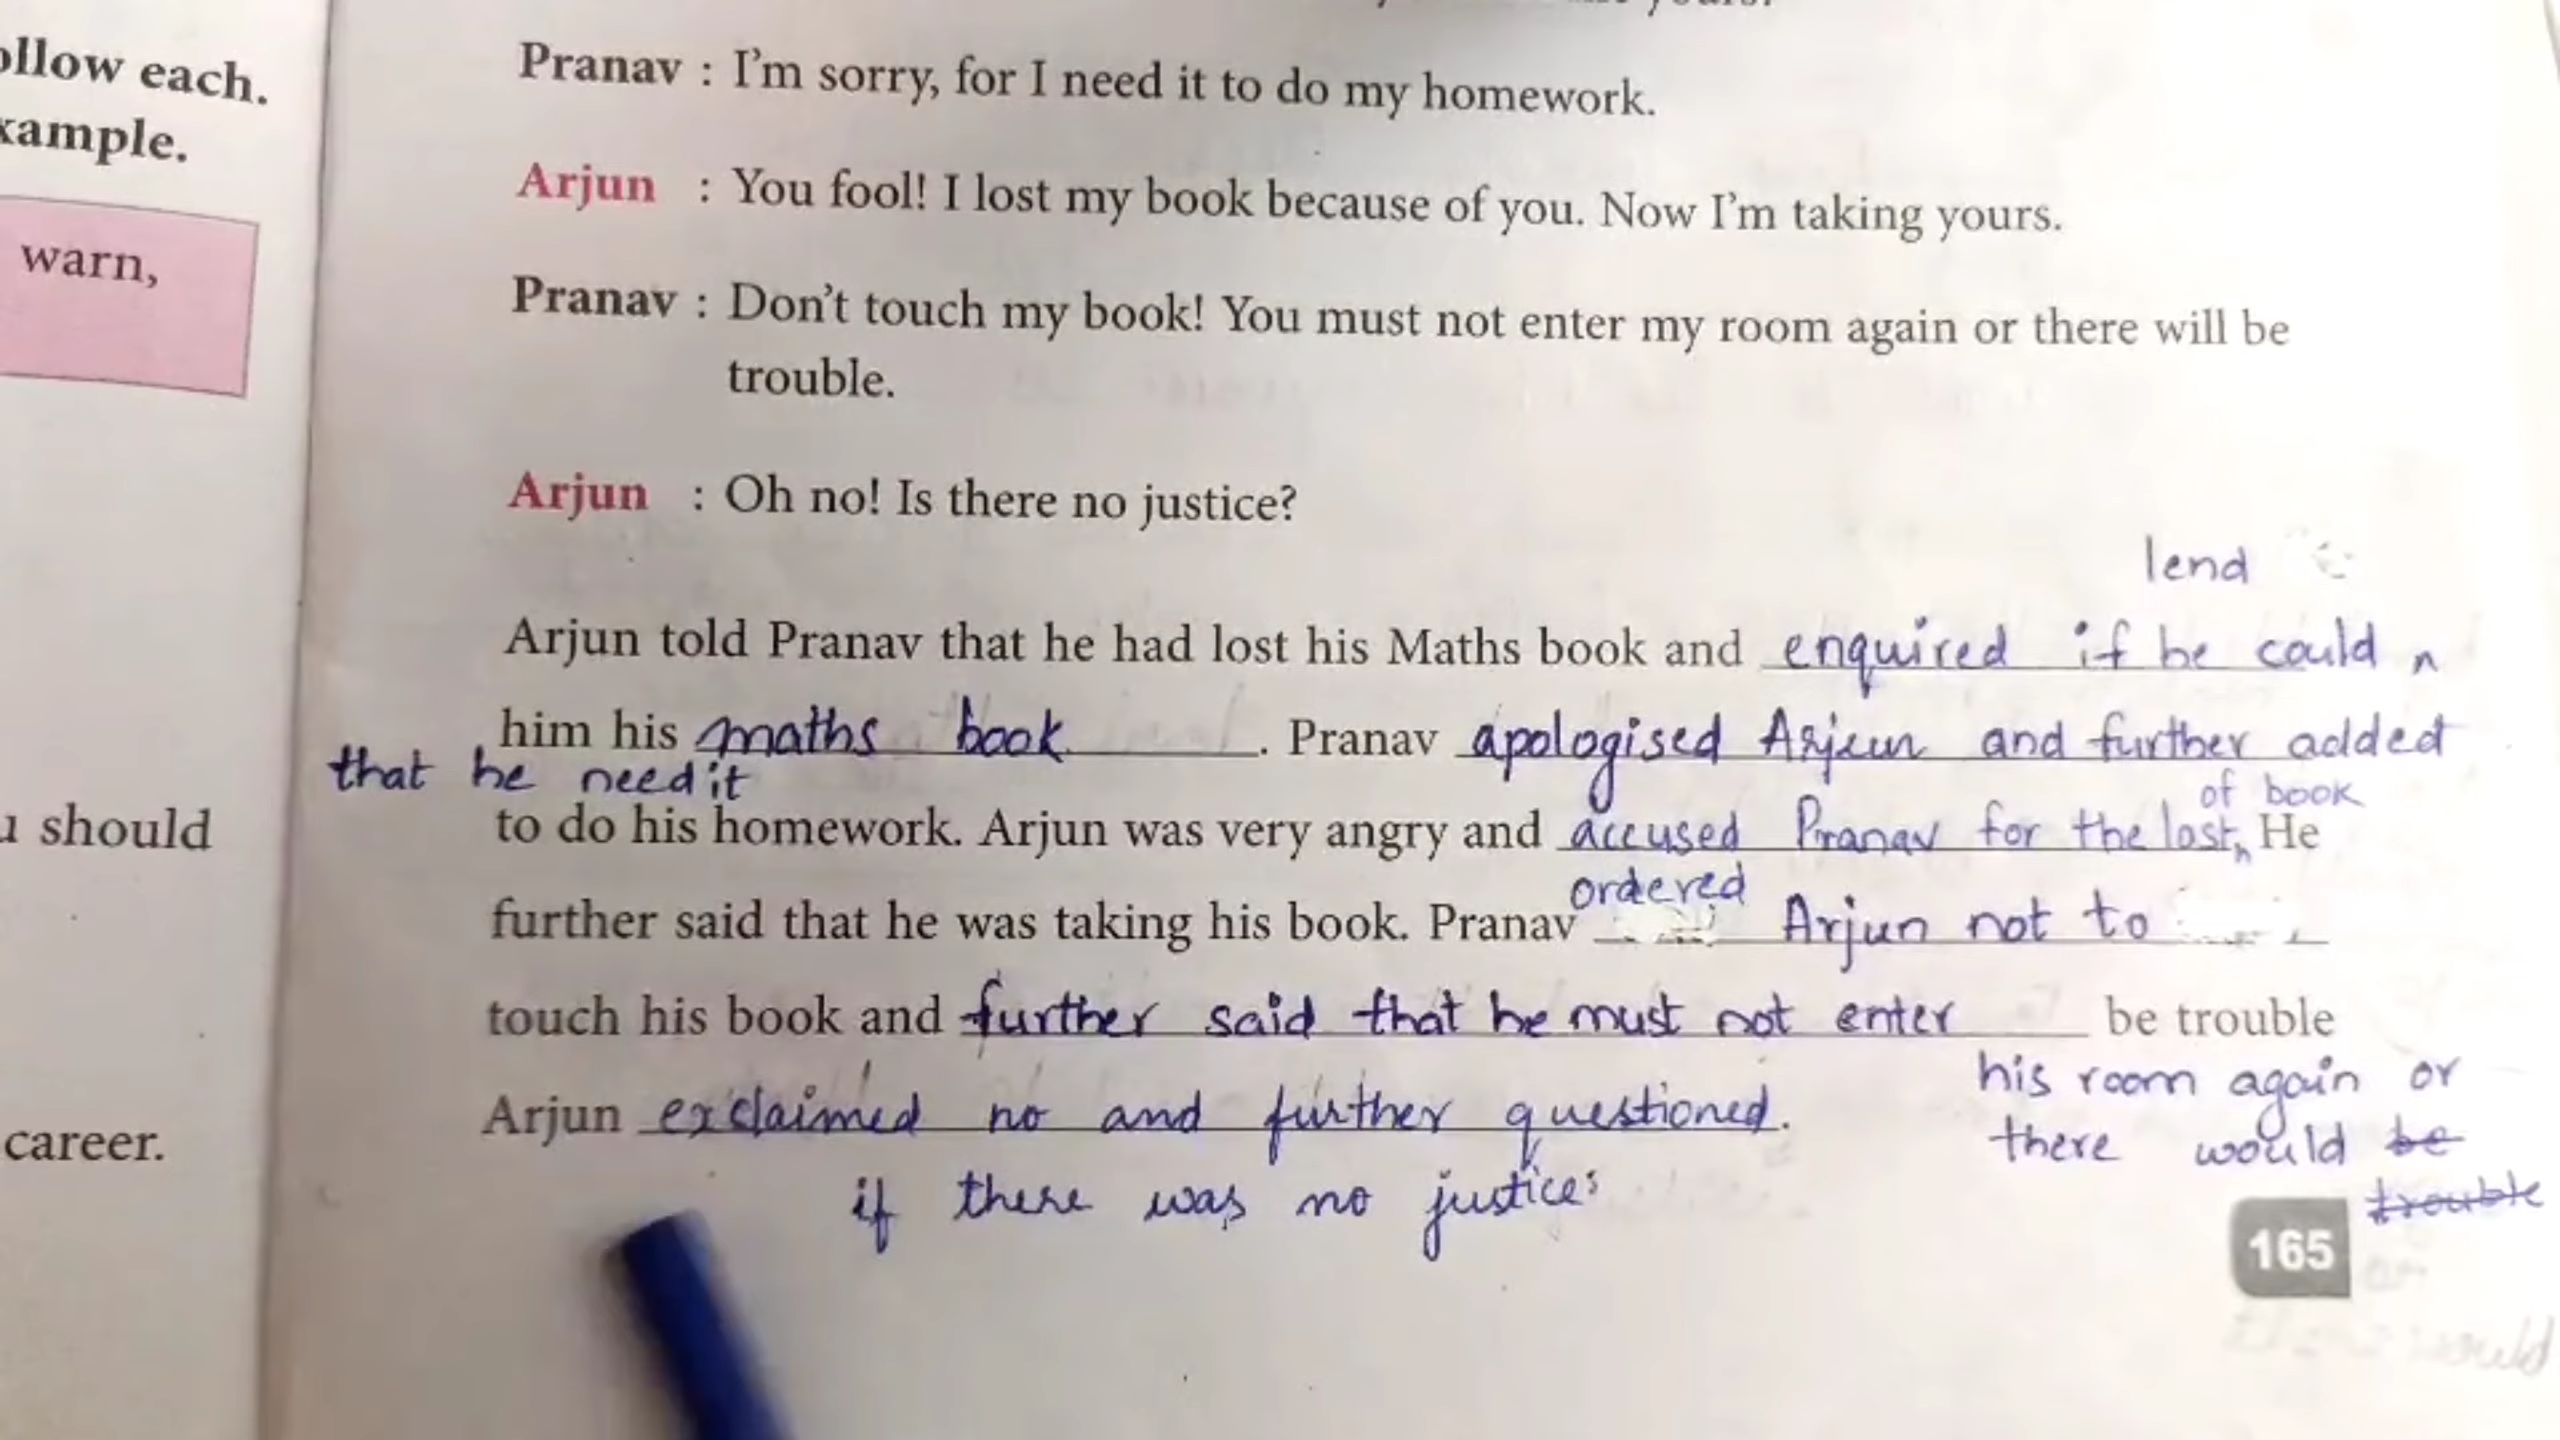 ollow each.
xample.
warn,
u should
career.
Pranav : I'm sorry, for I need it to do my homework.
Arjun : You fool! I lost my book because of you. Now I'm taking yours.
Pranav : Don't touch my book! You must not enter my room again or there will be
trouble.
Arjun : Oh no! Is there no justice?
lend
Arjun told Pranav that he had lost his Maths book and enquired if he could
him his maths book. Pranav apologised Arjun and further added
that he need it
of book
to do his homework. Arjun was very angry and accused Pranav for the lost He
ordered
further said that he was taking his book. Pranav Arjun not to
touch his book and further said that he must not enter be trouble
his room again or
Arjun exclaimed no and further questioned.
there would be
if there was no justice
trouble
165